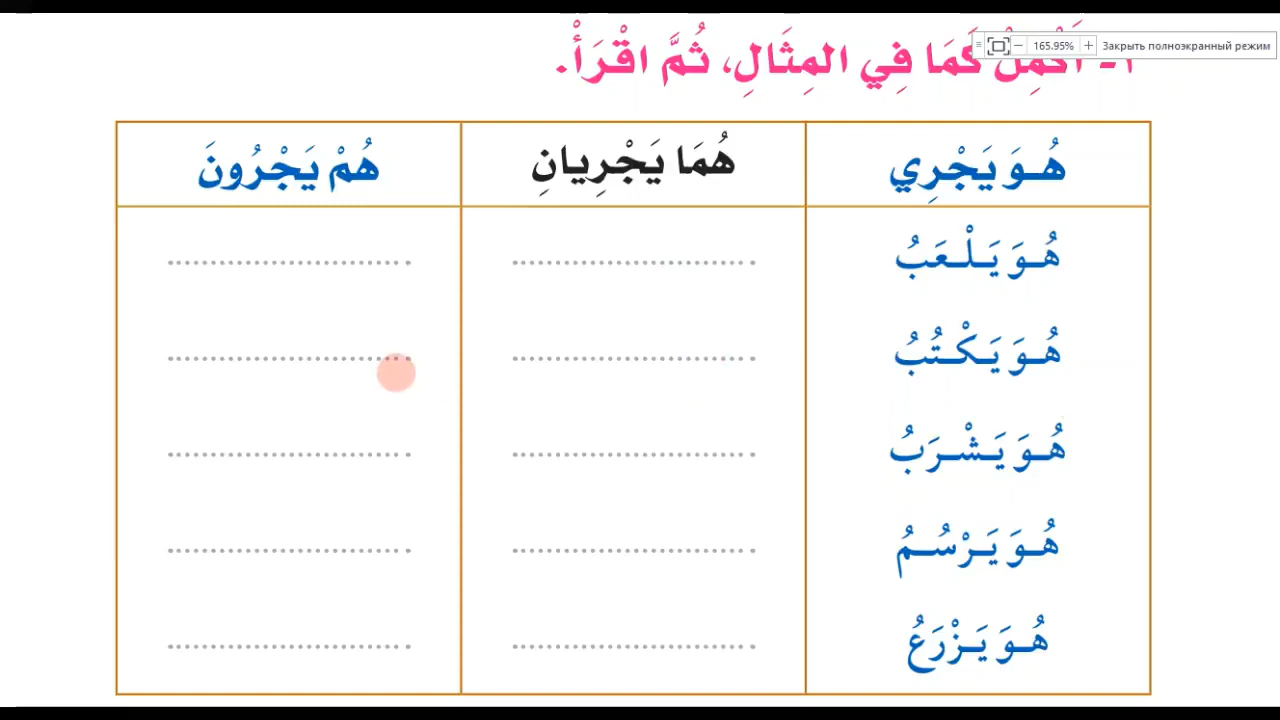 165.95% Закрыть полноэкранный режим
كَمَا فِي المِثَالِ، ثُمَّ اقْرَأْ.
هُوَ يَجْرِي هُمَا يَجْرِيانِ هُمْ يَجْرُونَ
هُوَ يَلْعَبُ
هُوَ يَكْتُبُ
هُوَ يَشْرَبُ
هُوَ يَرْسُمُ
هُوَ يَزْرَعُ